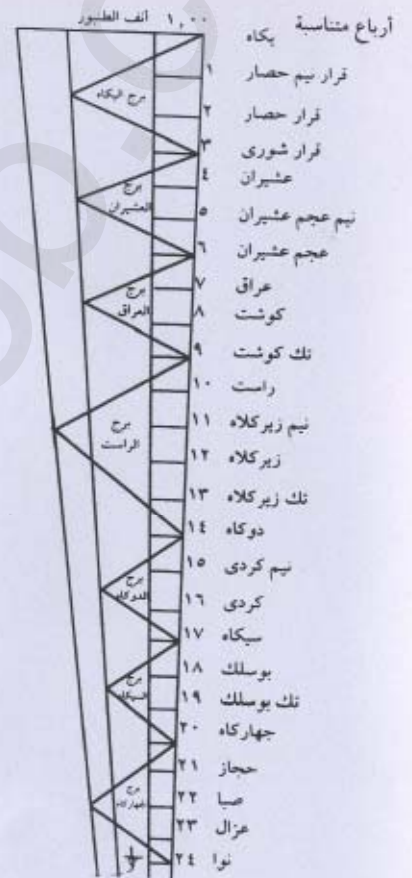 أرباع متناسبة
١,٠٠ أنف الطنبور
يكاه
١ قرار نيم حصار
برج اليكاه
٢ قرار حصار
٣ قرار شورى
٤ عشيران
برج العشيران
٥ نيم عجم عشيران
٦ عجم عشيران
٧ عراق
برج العراق
٨ كوشت
٩ تك كوشت
١٠ راست
١١ نيم زيركلاه
برج الراست
١٢ زيركلاه
١٣ تك زيركلاه
١٤ دوكاه
١٥ نيم كردى
برج الدوكاه
١٦ كردى
١٧ سيكاه
١٨ بوسلك
برج السيكاه
١٩ تك بوسلك
٢٠ جهاركاه
٢١ حجاز
برج جهاركاه
٢٢ صبا
٢٣ عزال
٢٤ نوا